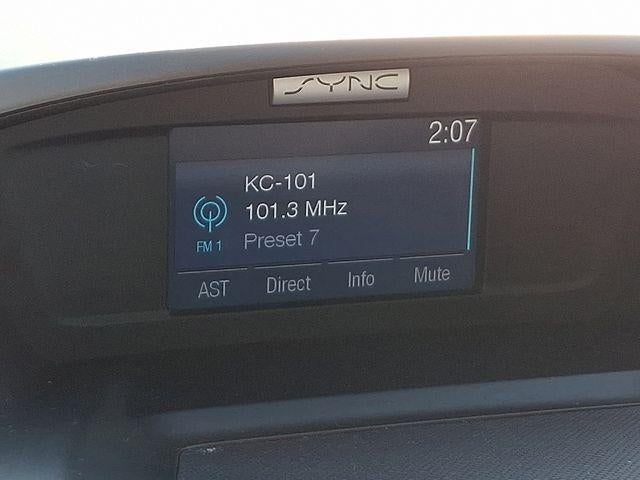 SYNC
2:07
KC-101
101.3 MHz
FM 1
Preset 7
AST Direct Info Mute